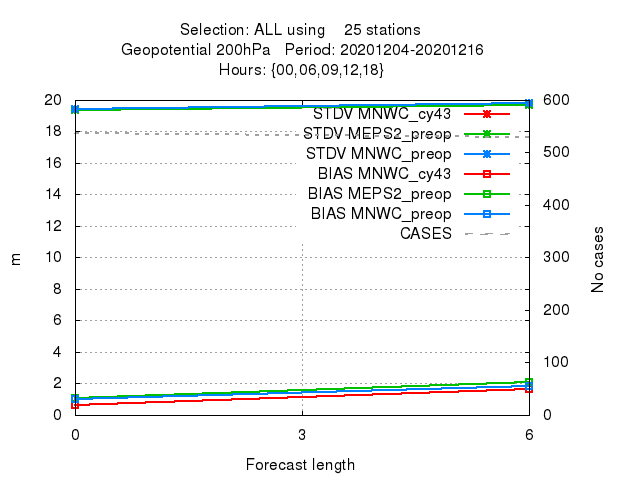 Selection: ALL using 25 stations
Geopotential 200hPa Period: 20201204-20201216
Hours: {00,06,09,12,18}
20
18
16
14
12
10
8
6
4
2
0
m
STDV MNWC_cy43
STDV MEPS2_preop
STDV MNWC_preop
BIAS MNWC_cy43
BIAS MEPS2_preop
BIAS MNWC_preop
CASES
600
500
400
300
200
100
0
No cases
0 3 6
Forecast length